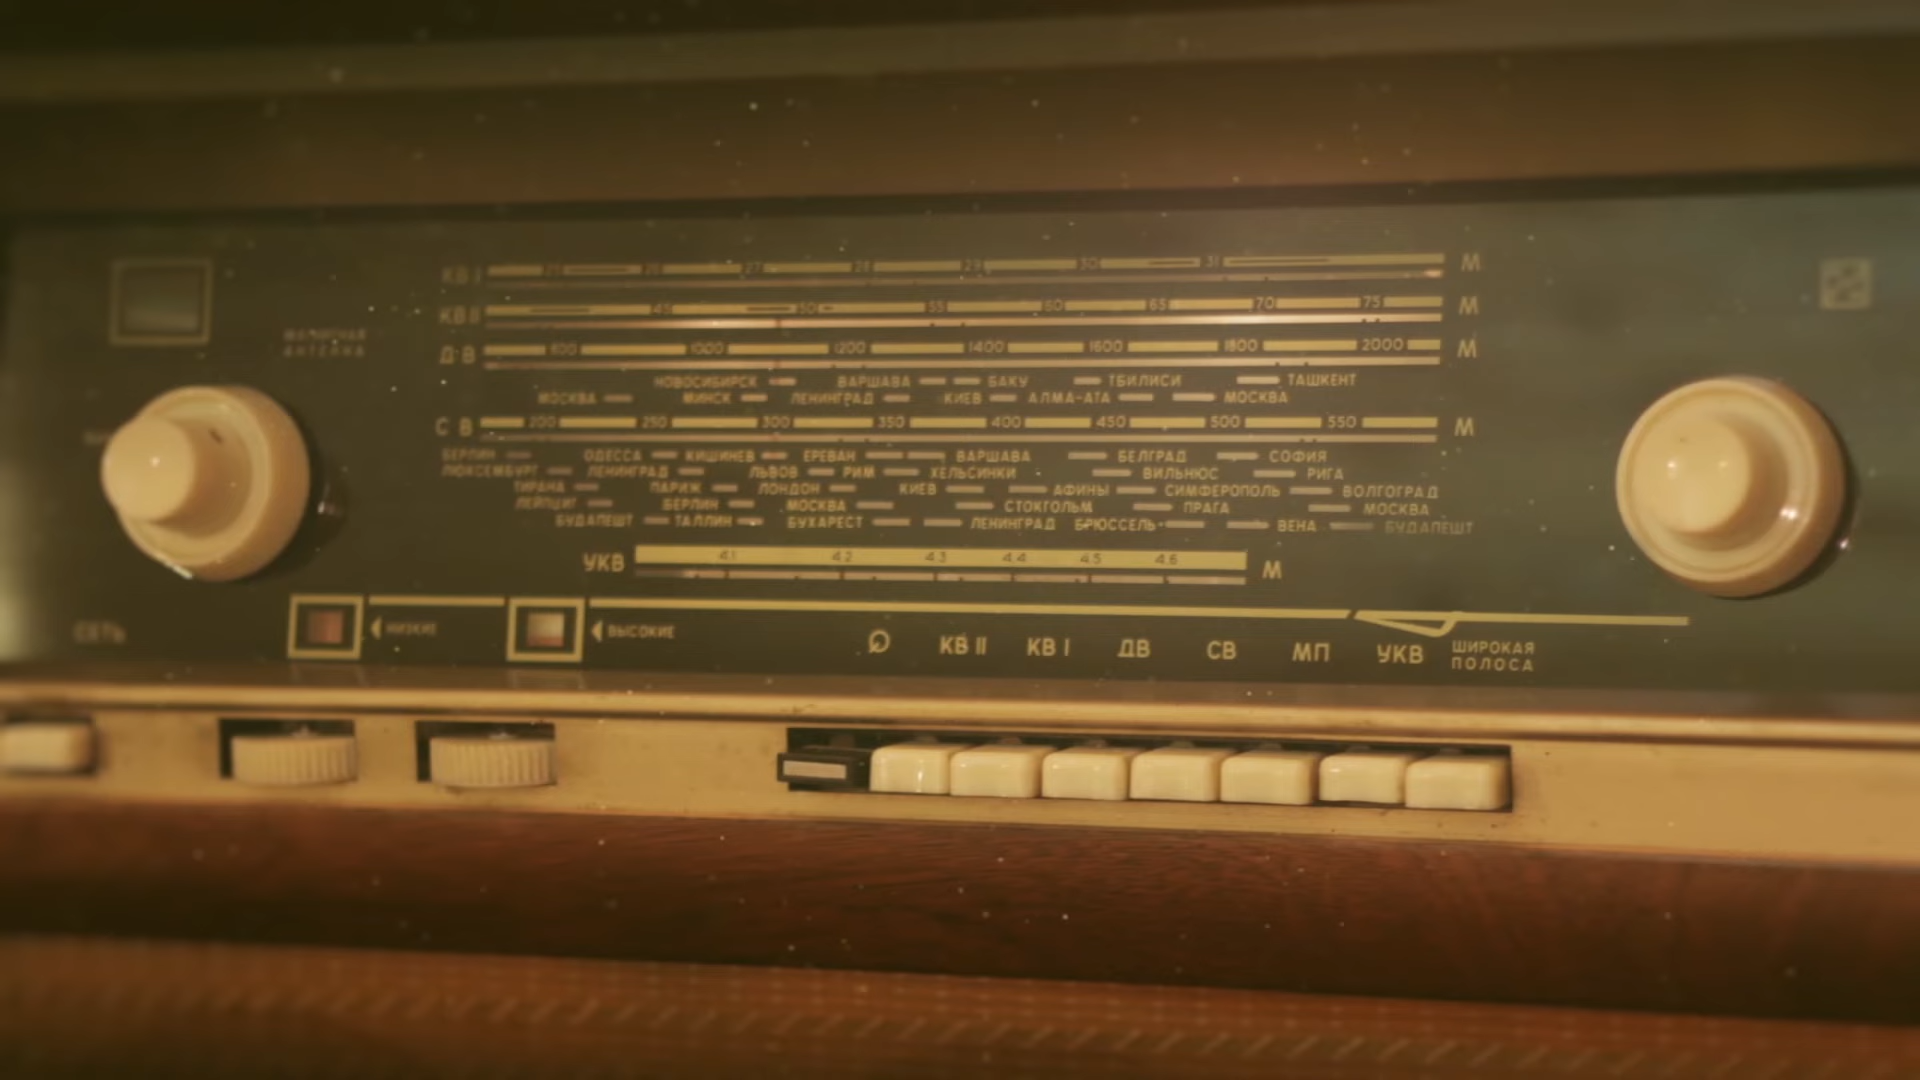 КВ I 25 26 27 28 29 30 31 М
КВ II 45 50 55 60 65 70 75 М
МАГНИТНАЯ
АНТЕННА
ДВ 800 1000 1200 1400 1600 1800 2000 М
НОВОСИБИРСК ВАРШАВА БАКУ ТБИЛИСИ ТАШКЕНТ
МОСКВА МИНСК ЛЕНИНГРАД КИЕВ АЛМА-АТА МОСКВА
СВ 200 250 300 350 400 450 500 550 М
БЕРЛИН ОДЕССА КИШИНЕВ ЕРЕВАН ВАРШАВА БЕЛГРАД СОФИЯ
ЛЮКСЕМБУРГ ЛЕНИНГРАД ЛЬВОВ РИМ ХЕЛЬСИНКИ ВИЛЬНЮС РИГА
ТИРАНА ПАРИЖ ЛОНДОН КИЕВ АФИНЫ СИМФЕРОПОЛЬ ВОЛГОГРАД
ЛЕЙПЦИГ БЕРЛИН МОСКВА СТОКГОЛЬМ ПРАГА МОСКВА
БУДАПЕШТ ТАЛЛИН БУХАРЕСТ ЛЕНИНГРАД БРЮССЕЛЬ ВЕНА БУДАПЕШТ
УКВ 4.1 4.2 4.3 4.4 4.5 4.6 М
СЕТЬ НИЗКИЕ ВЫСОКИЕ КВ II КВ I ДВ СВ МП УКВ ШИРОКАЯ
ПОЛОСА